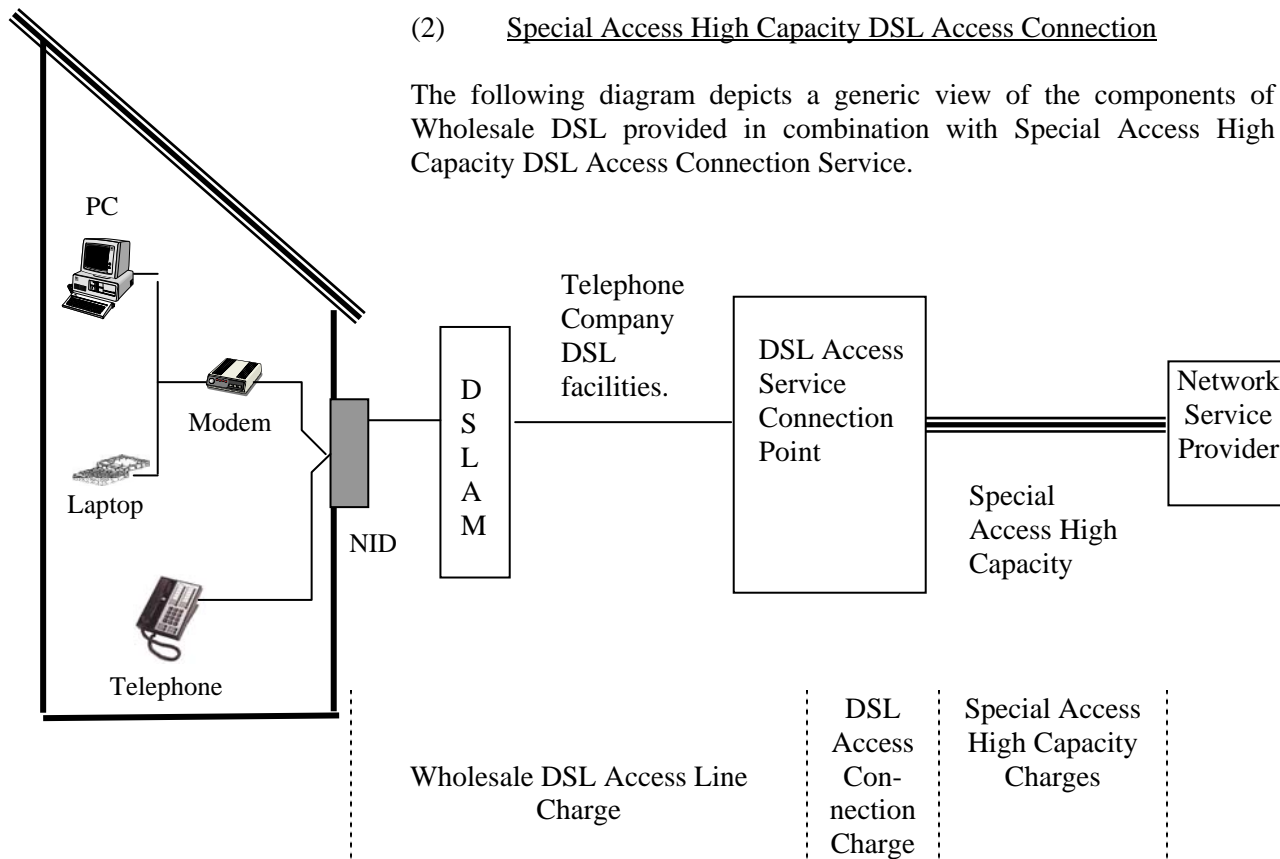 (2) Special Access High Capacity DSL Access Connection
The following diagram depicts a generic view of the components of
Wholesale DSL provided in combination with Special Access High
Capacity DSL Access Connection Service.
PC
Modem
Laptop
Telephone
NID
D
S
L
A
M
Telephone
Company
DSL
facilities.
DSL Access
Service
Connection
Point
Special
Access High
Capacity
Network
Service
Provider
Wholesale DSL Access Line
Charge
DSL
Access
Con-
nection
Charge
Special Access
High Capacity
Charges